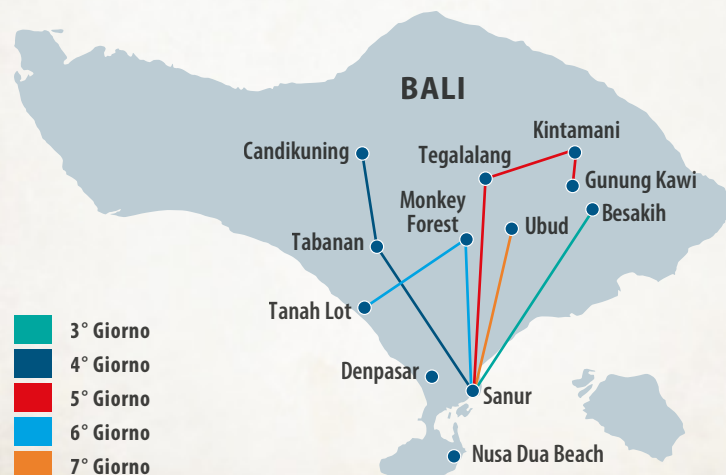 BALI
Kintamani
Candikuning
Tegalalang
Gunung Kawi
Monkey
Forest
Besakih
Ubud
Tabanan
Tanah Lot
3° Giorno
4° Giorno
Denpasar
5° Giorno
Sanur
6° Giorno
Nusa Dua Beach
7° Giorno